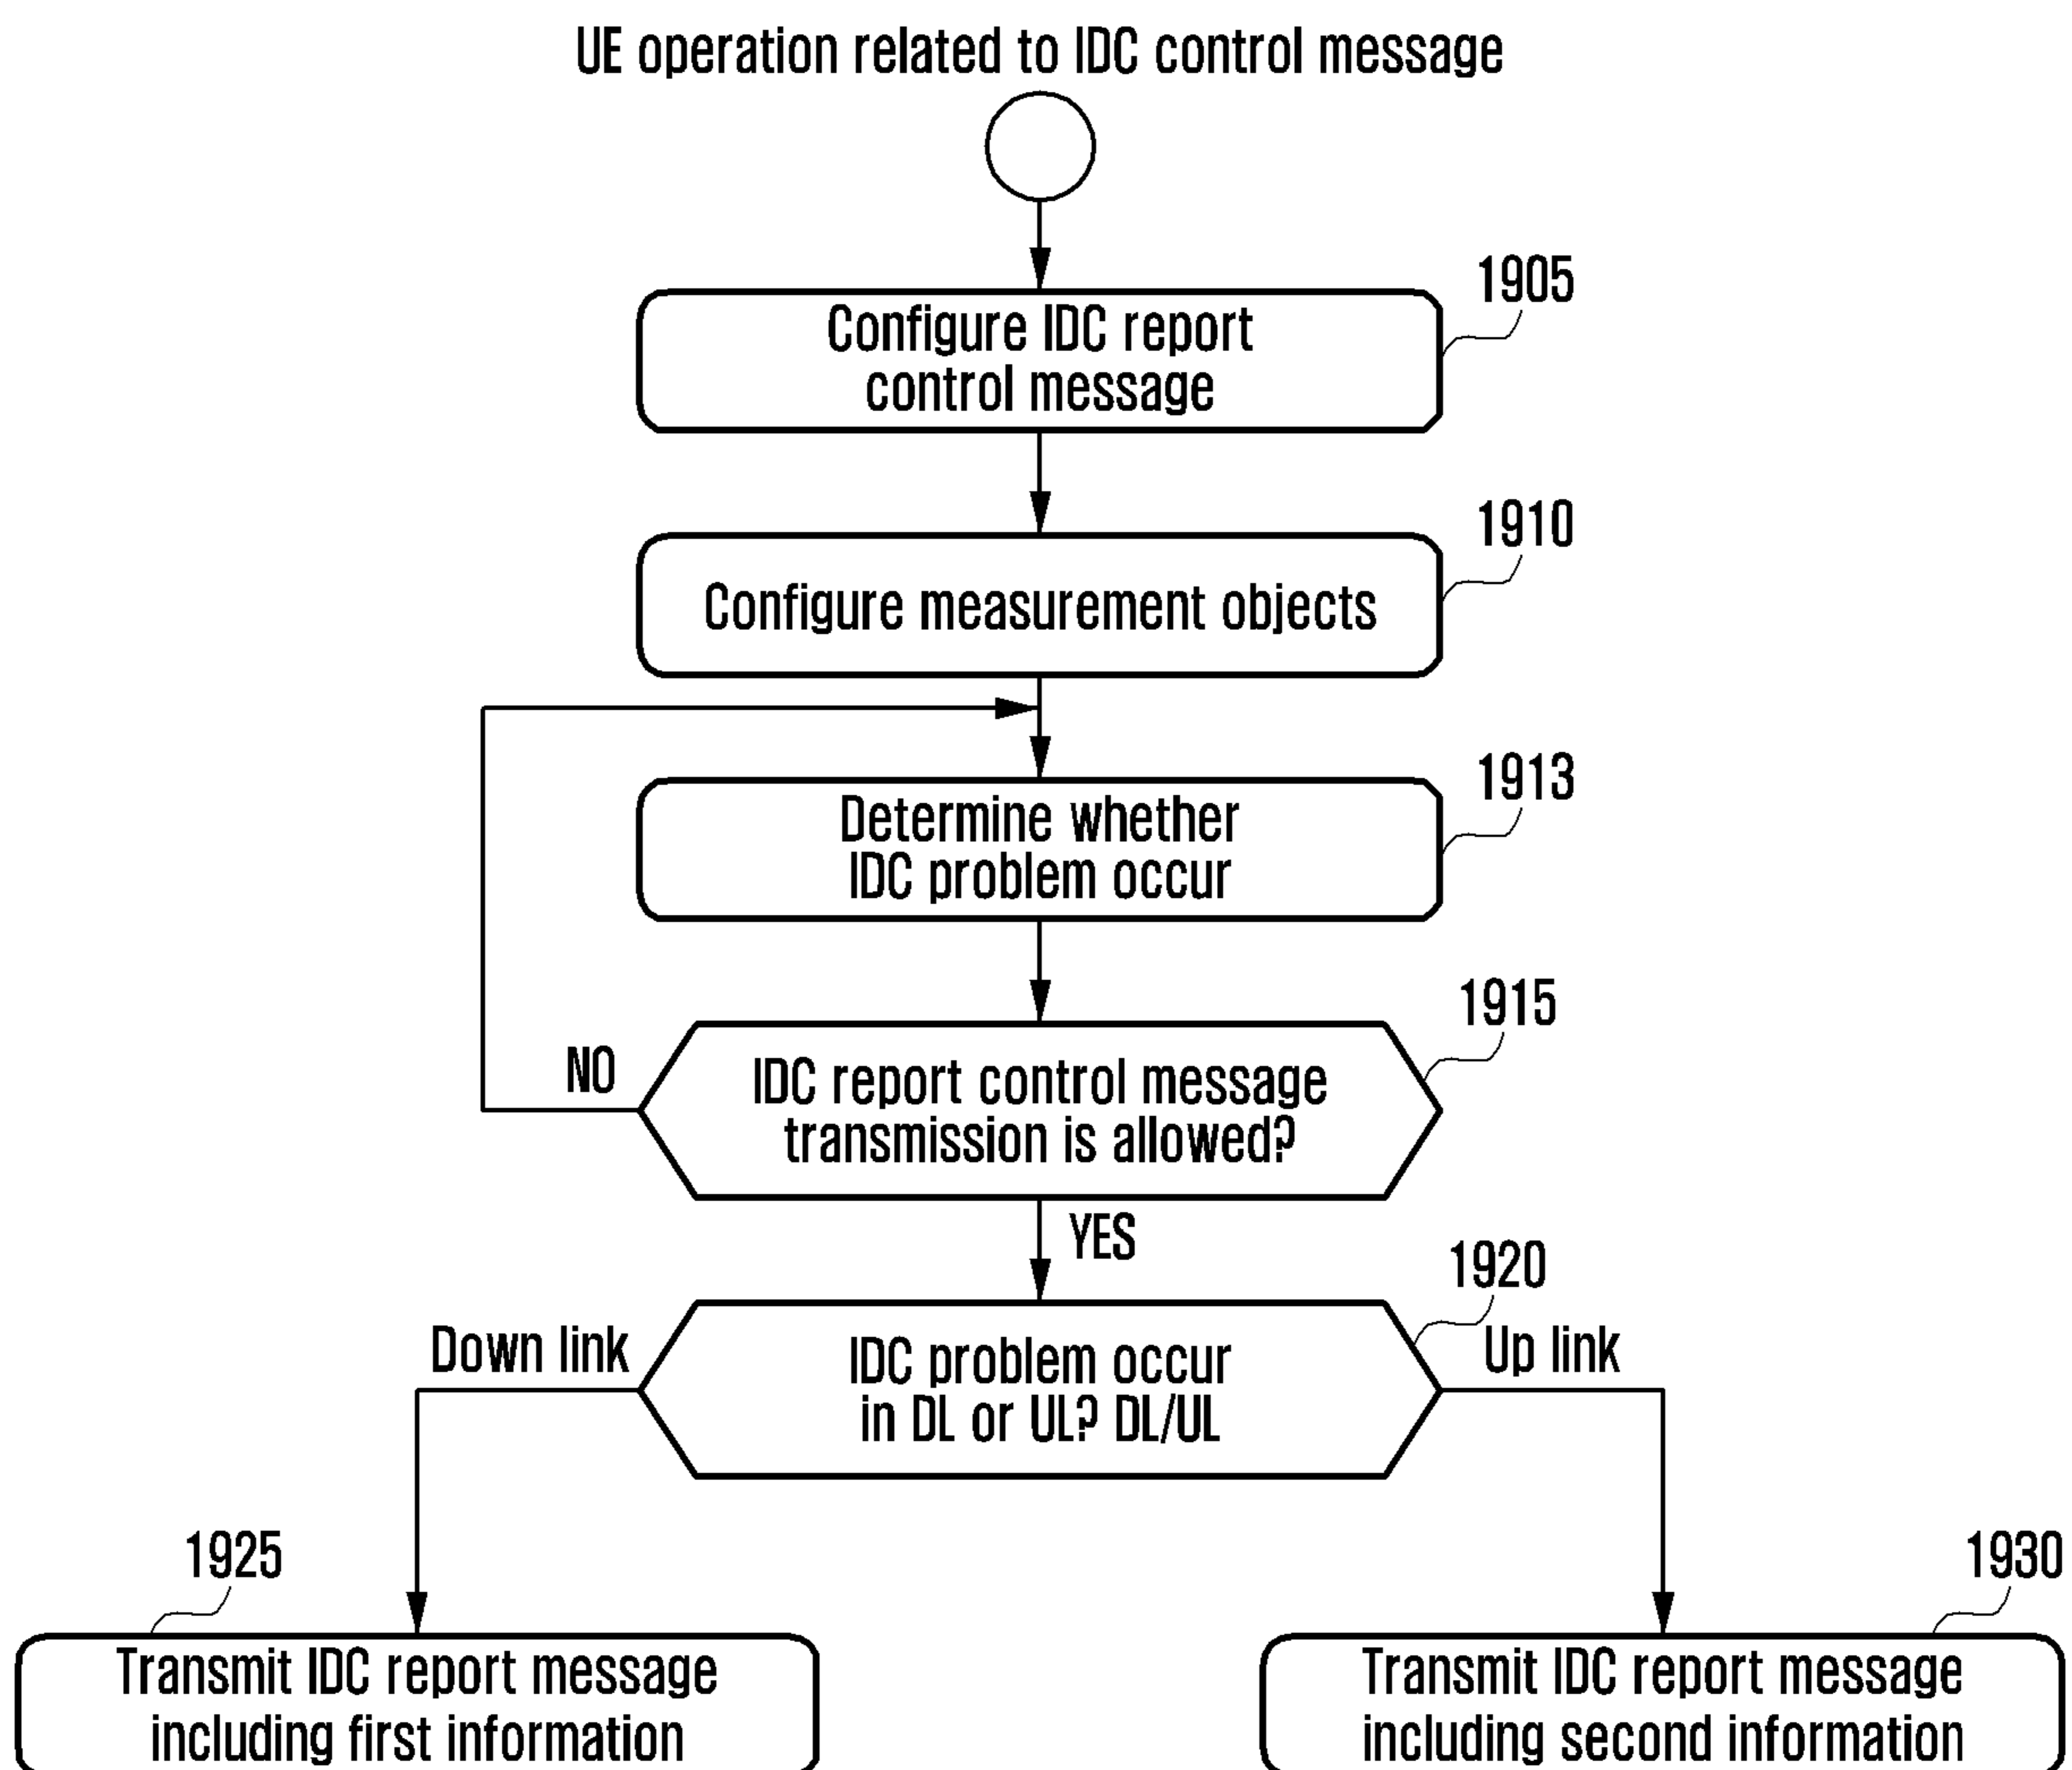 UE operation related to IDC control message
1905
Configure IDC report
control message
1910
Configure measurement objects
1913
Determine whether
IDC problem occur
1915
NO
IDC report control message
transmission is allowed?
YES
1920
Down link
IDC problem occur
in DL or UL? DL/UL
Up link
1925
Transmit IDC report message
including first information
1930
Transmit IDC report message
including second information